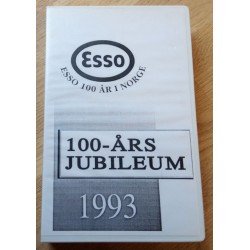 Esso
ESSO 100 ÅR I NORGE
100-ÅRS
JUBILEUM
1993